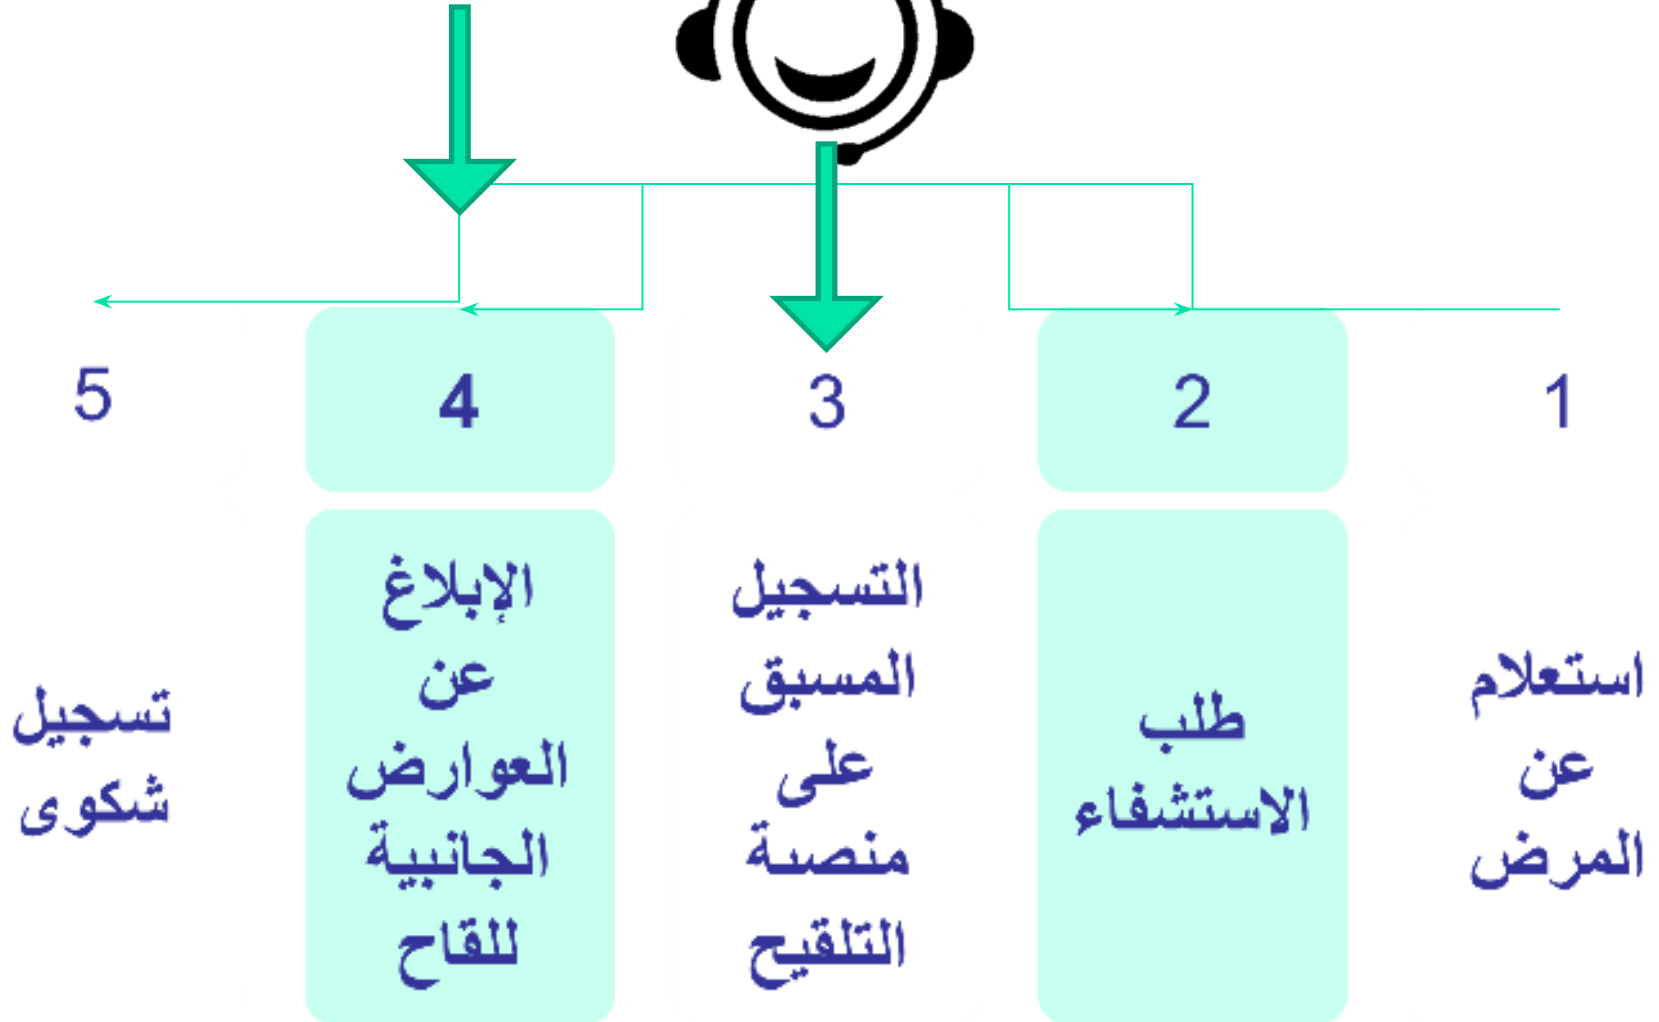 1
2
3
4
5
استعلام
عن
المرض
طلب
الاستشفاء
التسجيل
المسبق
على
منصة
التلقيح
الإبلاغ
عن
العوارض
الجانبية
للقاح
تسجيل
شكوى